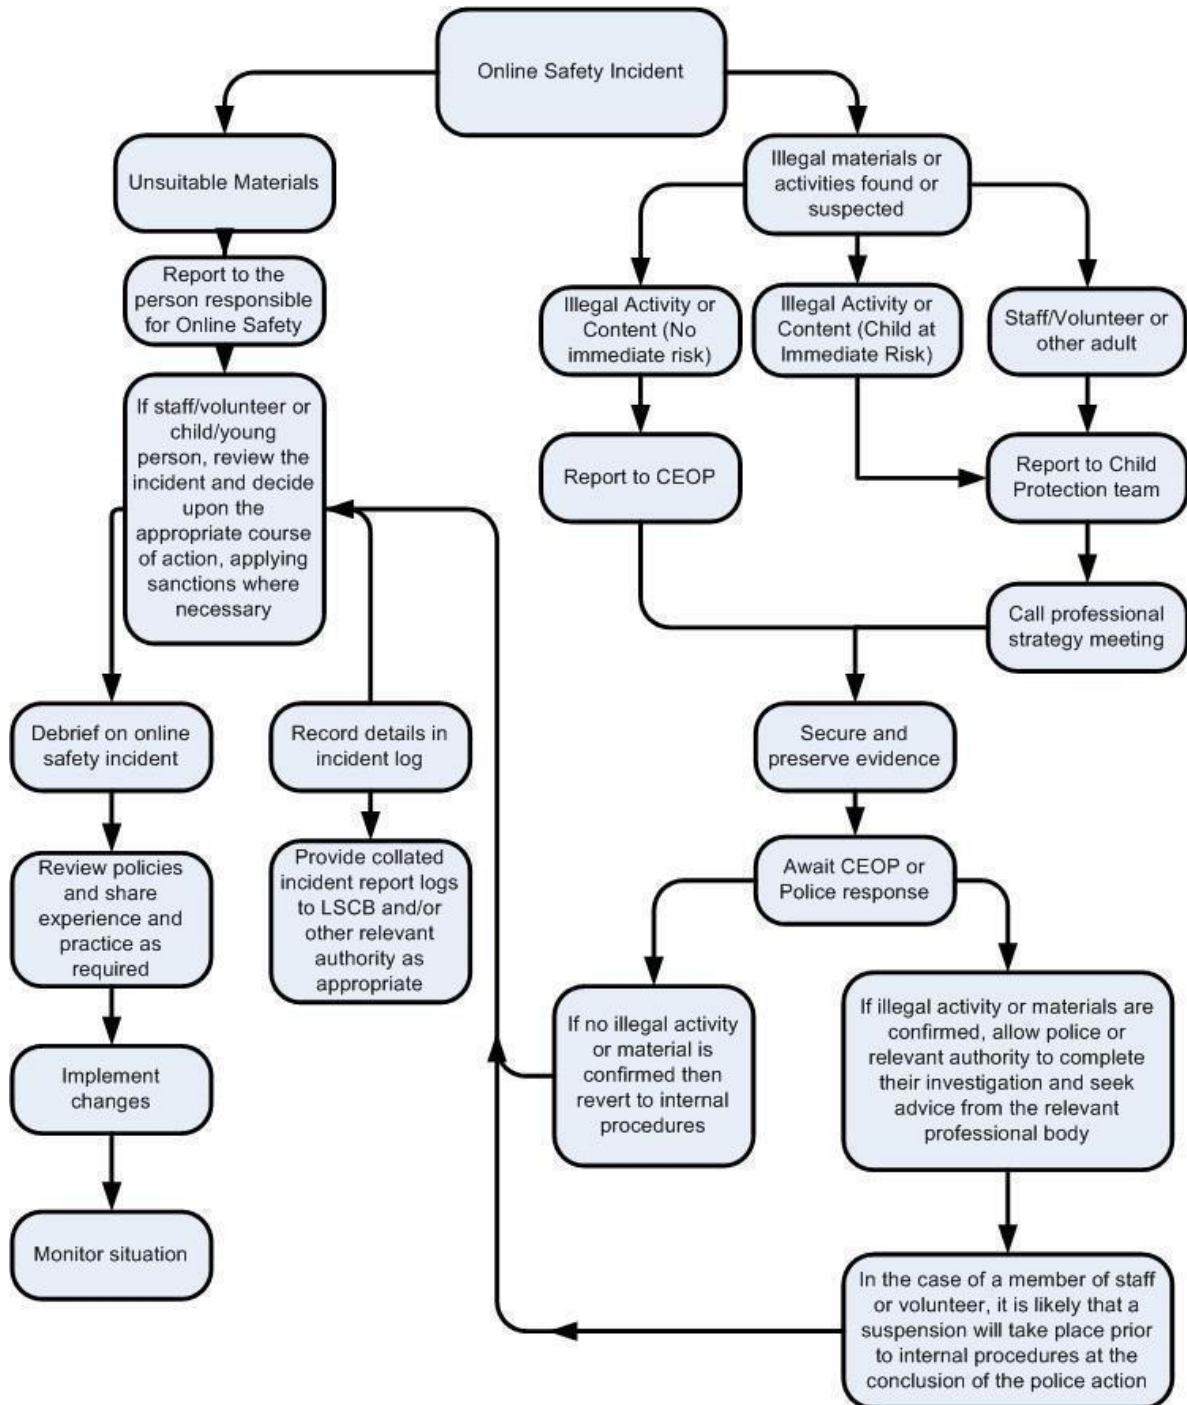 Online Safety Incident
Unsuitable Materials
Report to the
person responsible
for Online Safety
If staff/volunteer or
child/young
person, review the
incident and decide
upon the
appropriate course
of action, applying
sanctions where
necessary
Debrief on online
safety incident
Review policies
and share
experience and
practice as
required
Implement
changes
Monitor situation
Record details in
incident log
Provide collated
incident report logs
to LSCB and/or
other relevant
authority as
appropriate
Illegal materials or
activities found or
suspected
Illegal Activity or
Content (No
immediate risk)
Illegal Activity or
Content (Child at
Immediate Risk)
Staff/Volunteer or
other adult
Report to CEOP
Report to Child
Protection team
Call professional
strategy meeting
Secure and
preserve evidence
Await CEOP or
Police response
If no illegal activity
or material is
confirmed then
revert to internal
procedures
If illegal activity or materials are
confirmed, allow police or
relevant authority to complete
their investigation and seek
advice from the relevant
professional body
In the case of a member of staff
or volunteer, it is likely that a
suspension will take place prior
to internal procedures at the
conclusion of the police action